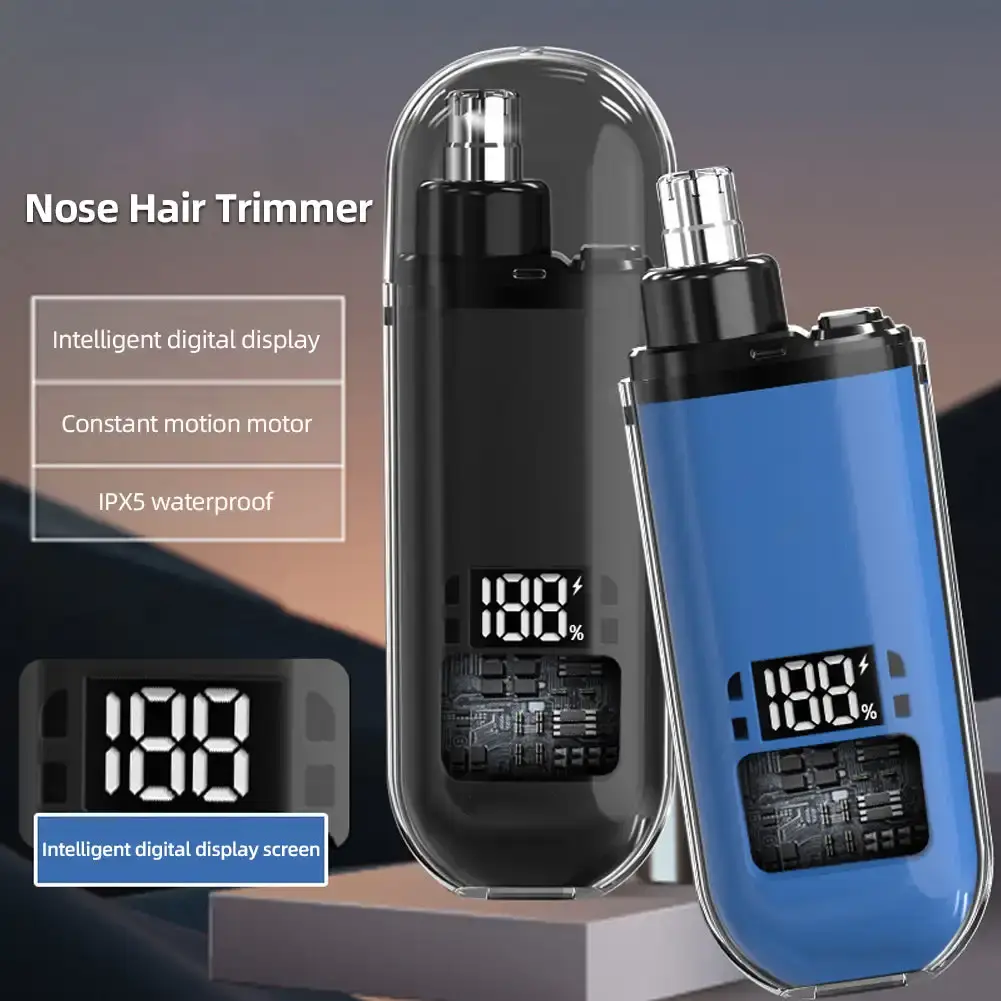 Nose Hair Trimmer
Intelligent digital display
Constant motion motor
IPX5 waterproof
188
%
188
%
188
Intelligent digital display screen